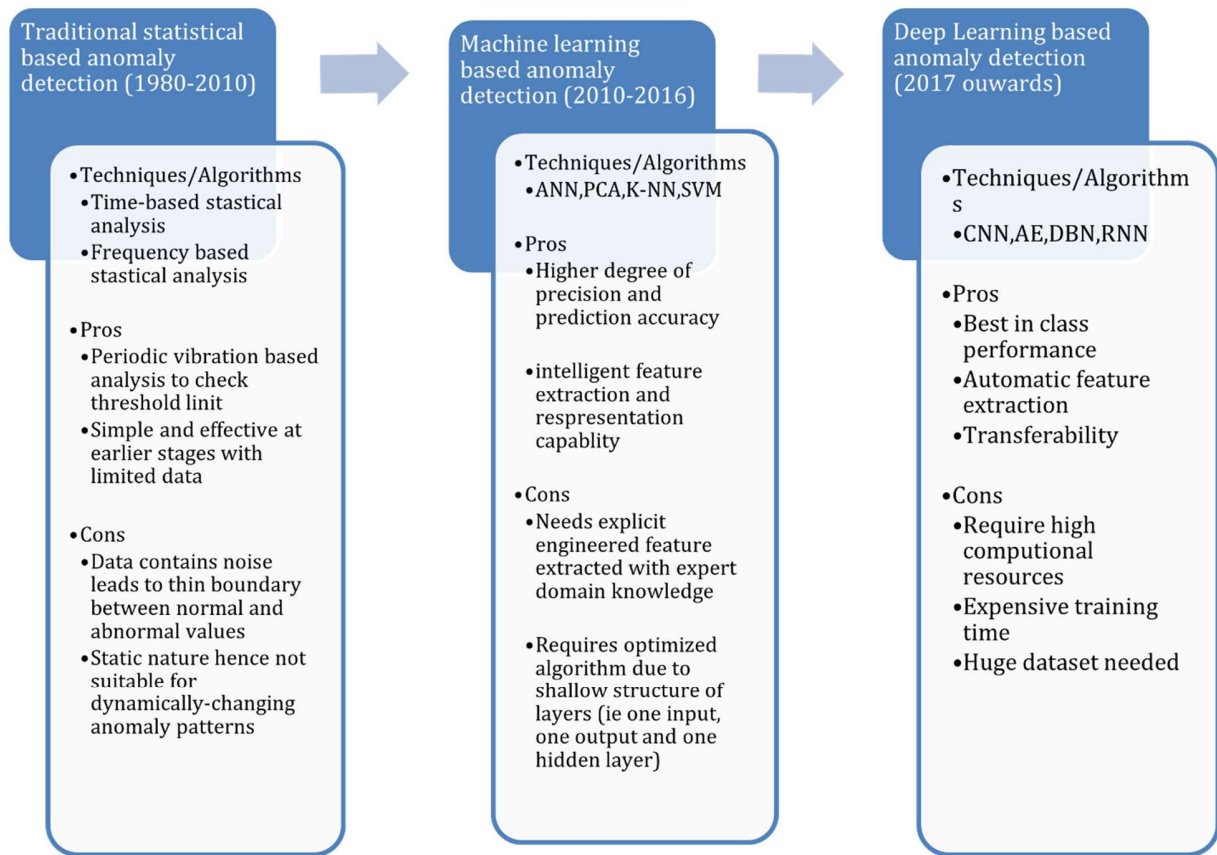 Traditional statistical
based anomaly
detection (1980-2010)
•Techniques/Algorithms
•Time-based stastical
analysis
•Frequency based
stastical analysis
•Pros
•Periodic vibration based
analysis to check
threshold linit
•Simple and effective at
earlier stages with
limited data
•Cons
•Data contains noise
leads to thin boundary
between normal and
abnormal values
•Static nature hence not
suitable for
dynamically-changing
anomaly patterns
Machine learning
based anomaly
detection (2010-2016)
•Techniques/Algorithms
•ANN,PCA,K-NN,SVM
•Pros
•Higher degree of
precision and
prediction accuracy
•intelligent feature
extraction and
respresentation
capablity
•Cons
•Needs explicit
engineered feature
extracted with expert
domain knowledge
•Requires optimized
algorithm due to
shallow structure of
layers (ie one input,
one output and one
hidden layer)
Deep Learning based
anomaly detection
(2017 ouwards)
•Techniques/Algorithm
s
•CNN,AE,DBN,RNN
•Pros
•Best in class
performance
•Automatic feature
extraction
•Transferability
•Cons
•Require high
computional
resources
•Expensive training
time
•Huge dataset needed